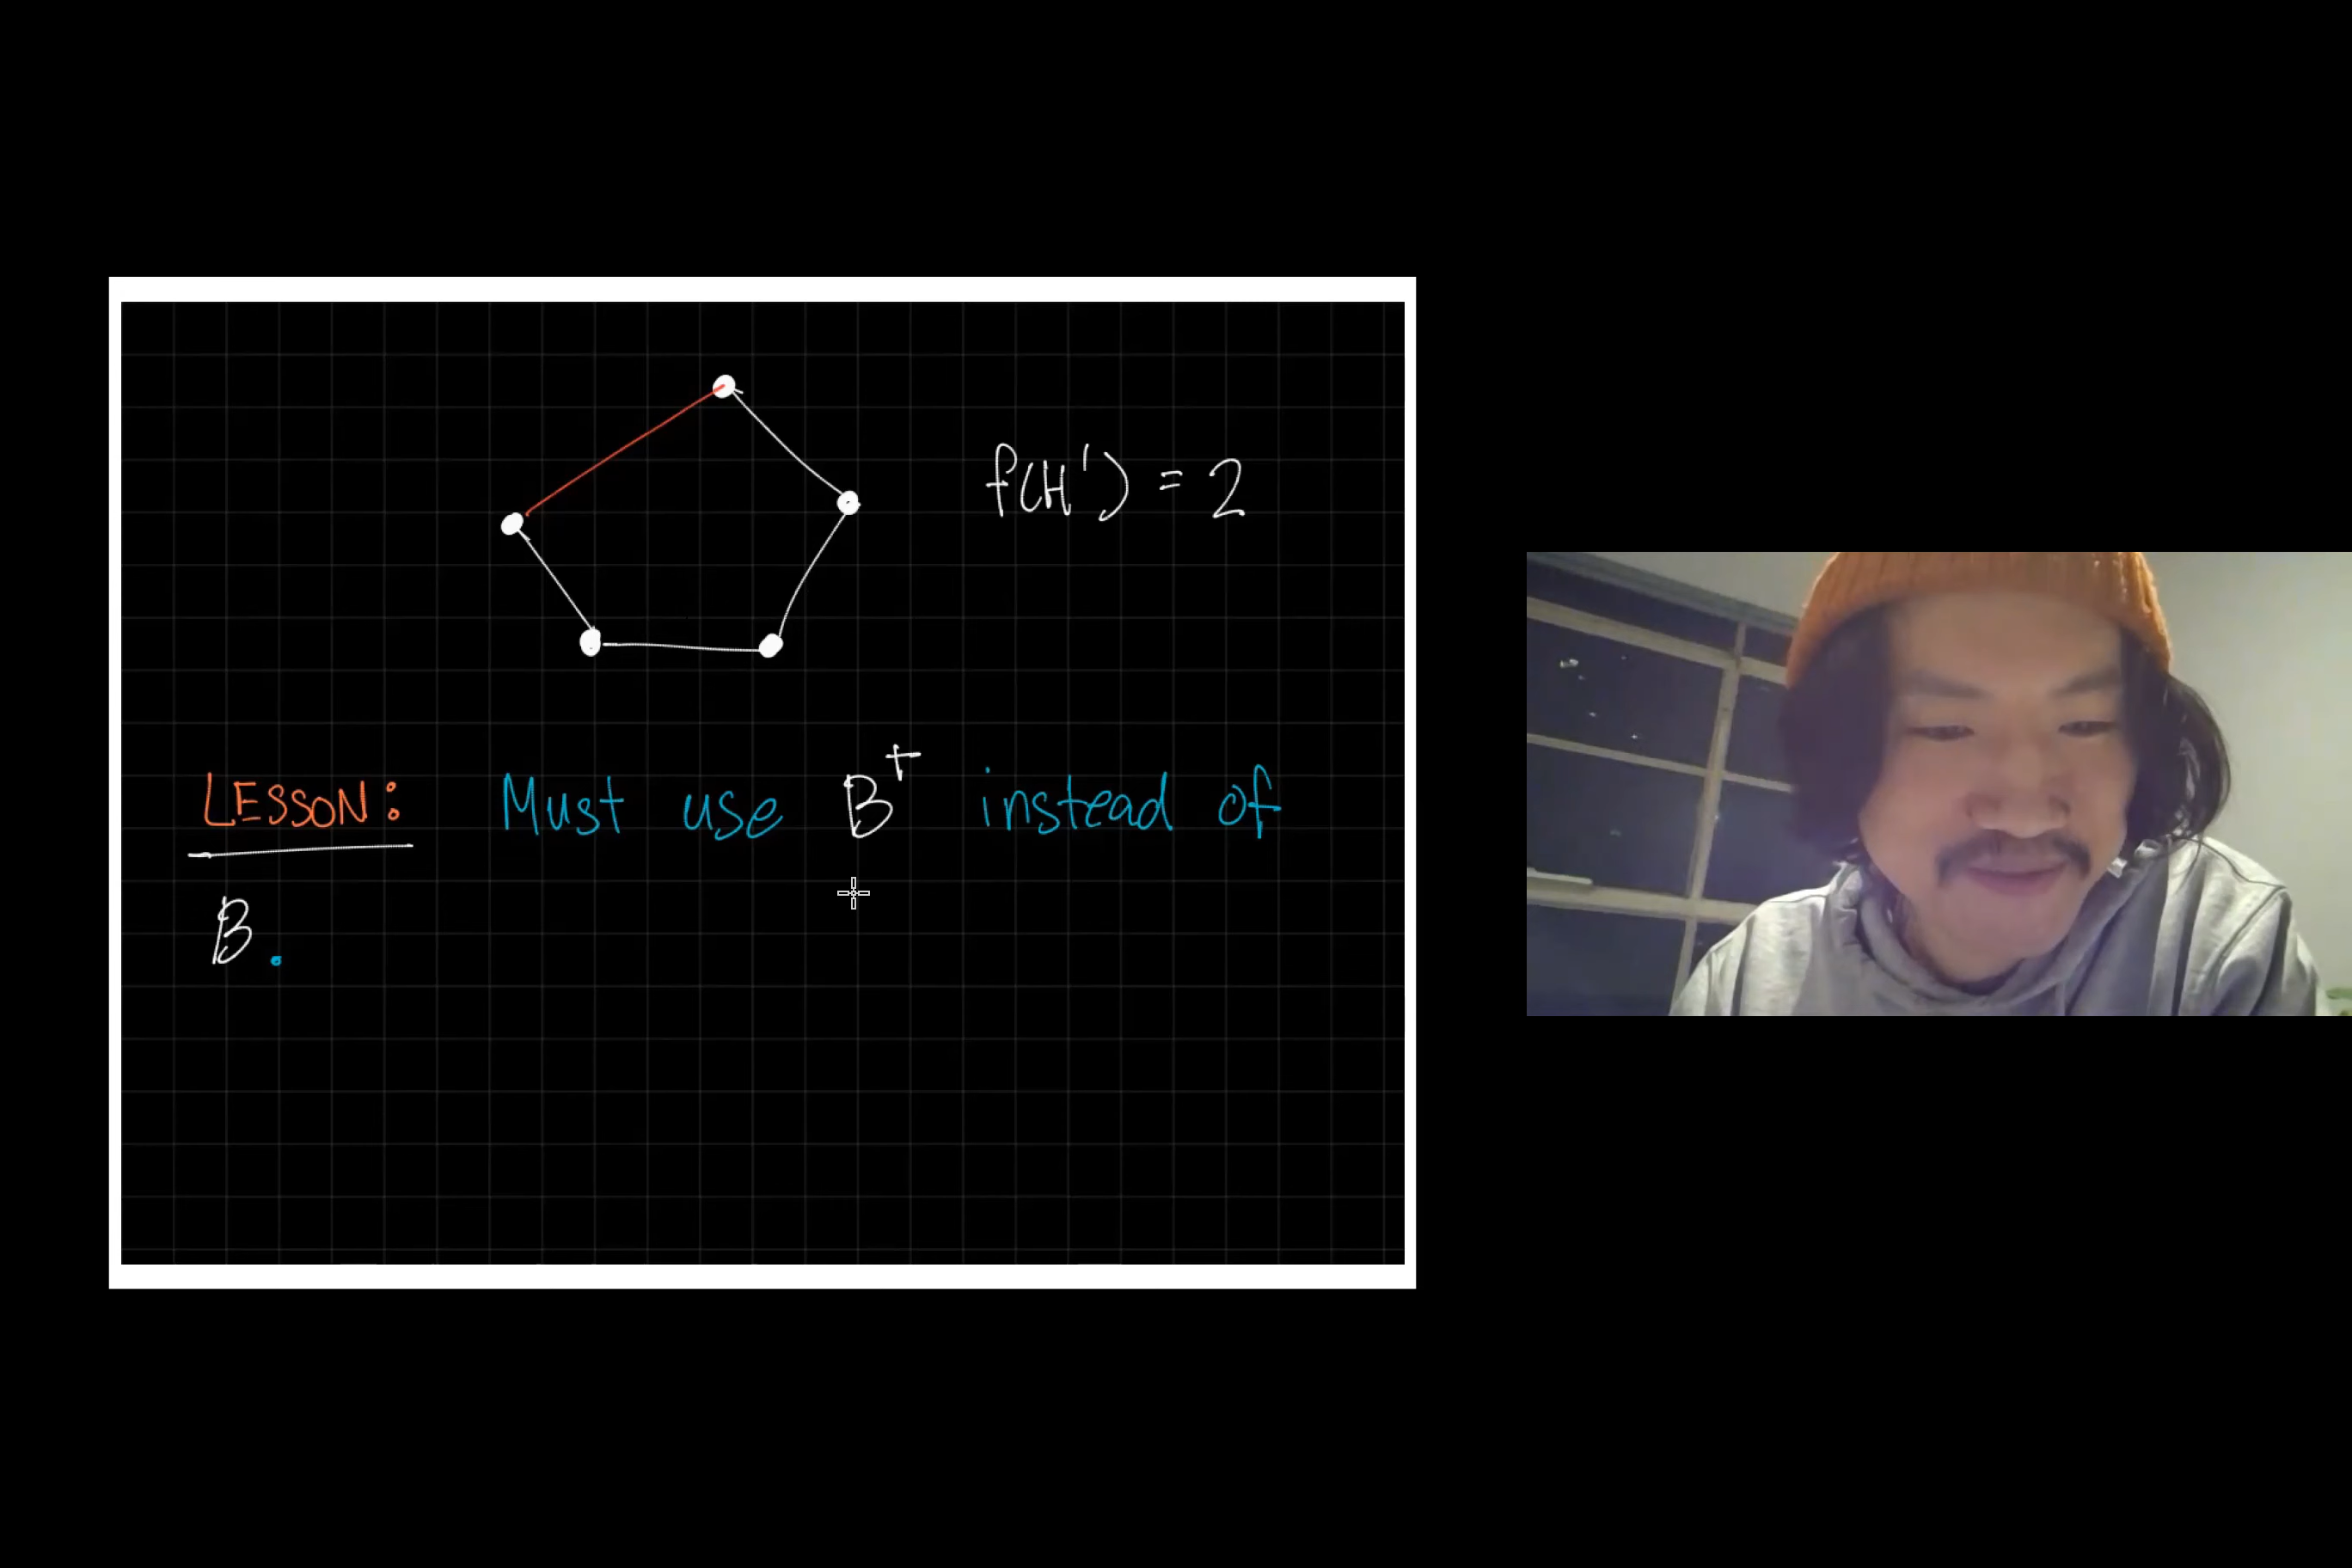 f(H') = 2
LESSON: Must use B⁺ instead of
B.